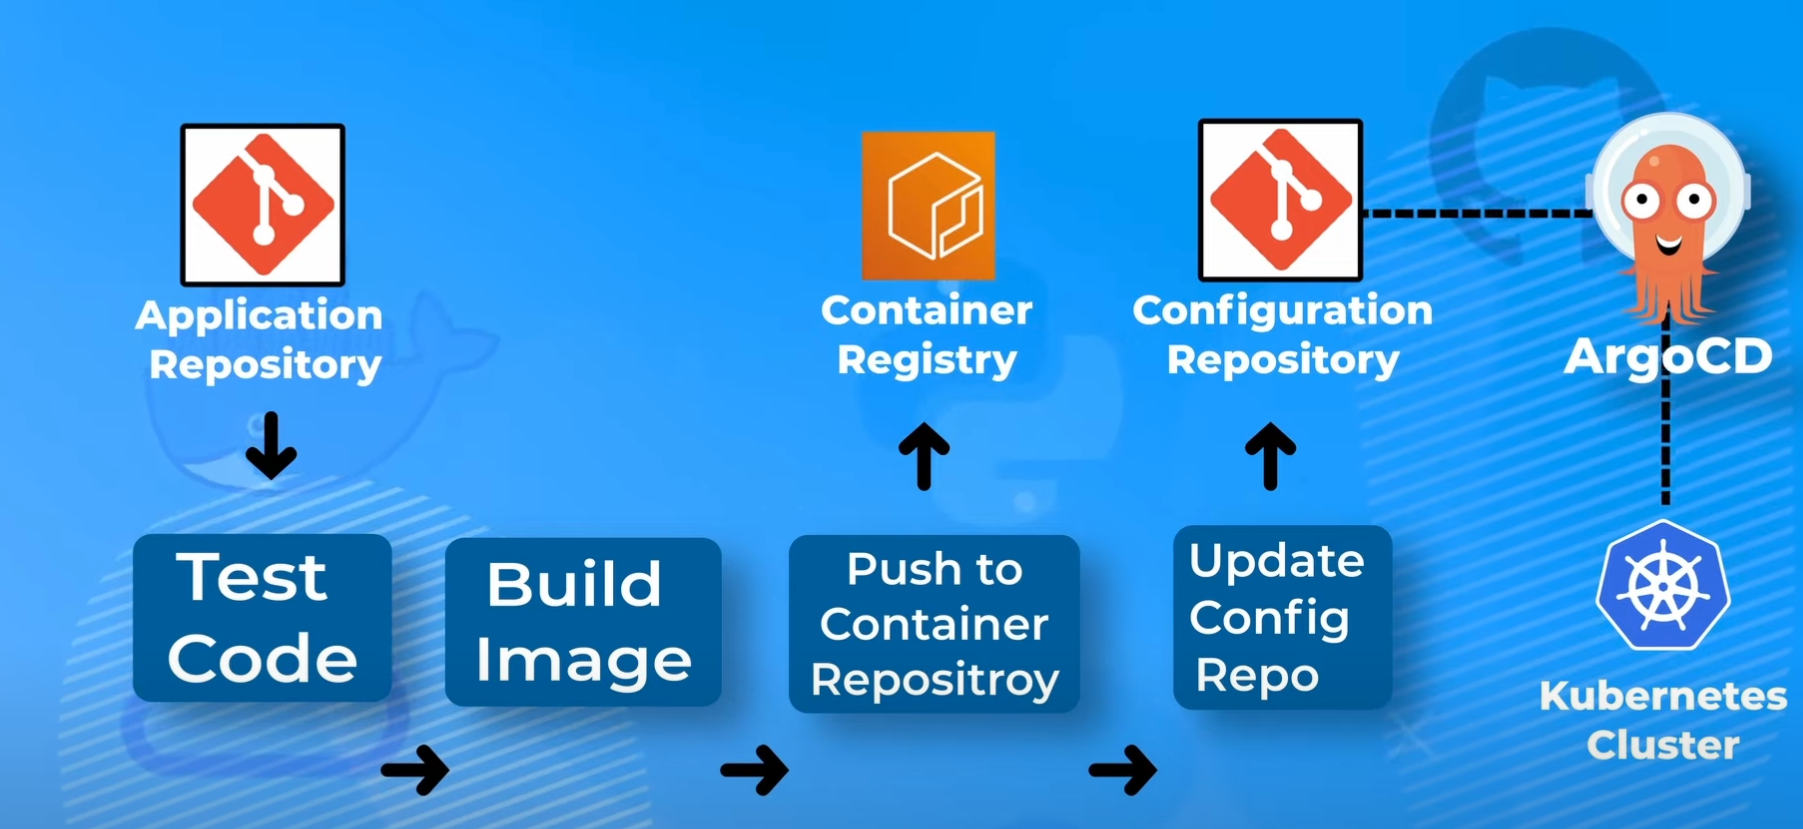 Application
Repository
Container
Registry
Configuration
Repository
ArgoCD
Test
Code
Build
Image
Push to
Container
Repositroy
Update
Config
Repo
Kubernetes
Cluster